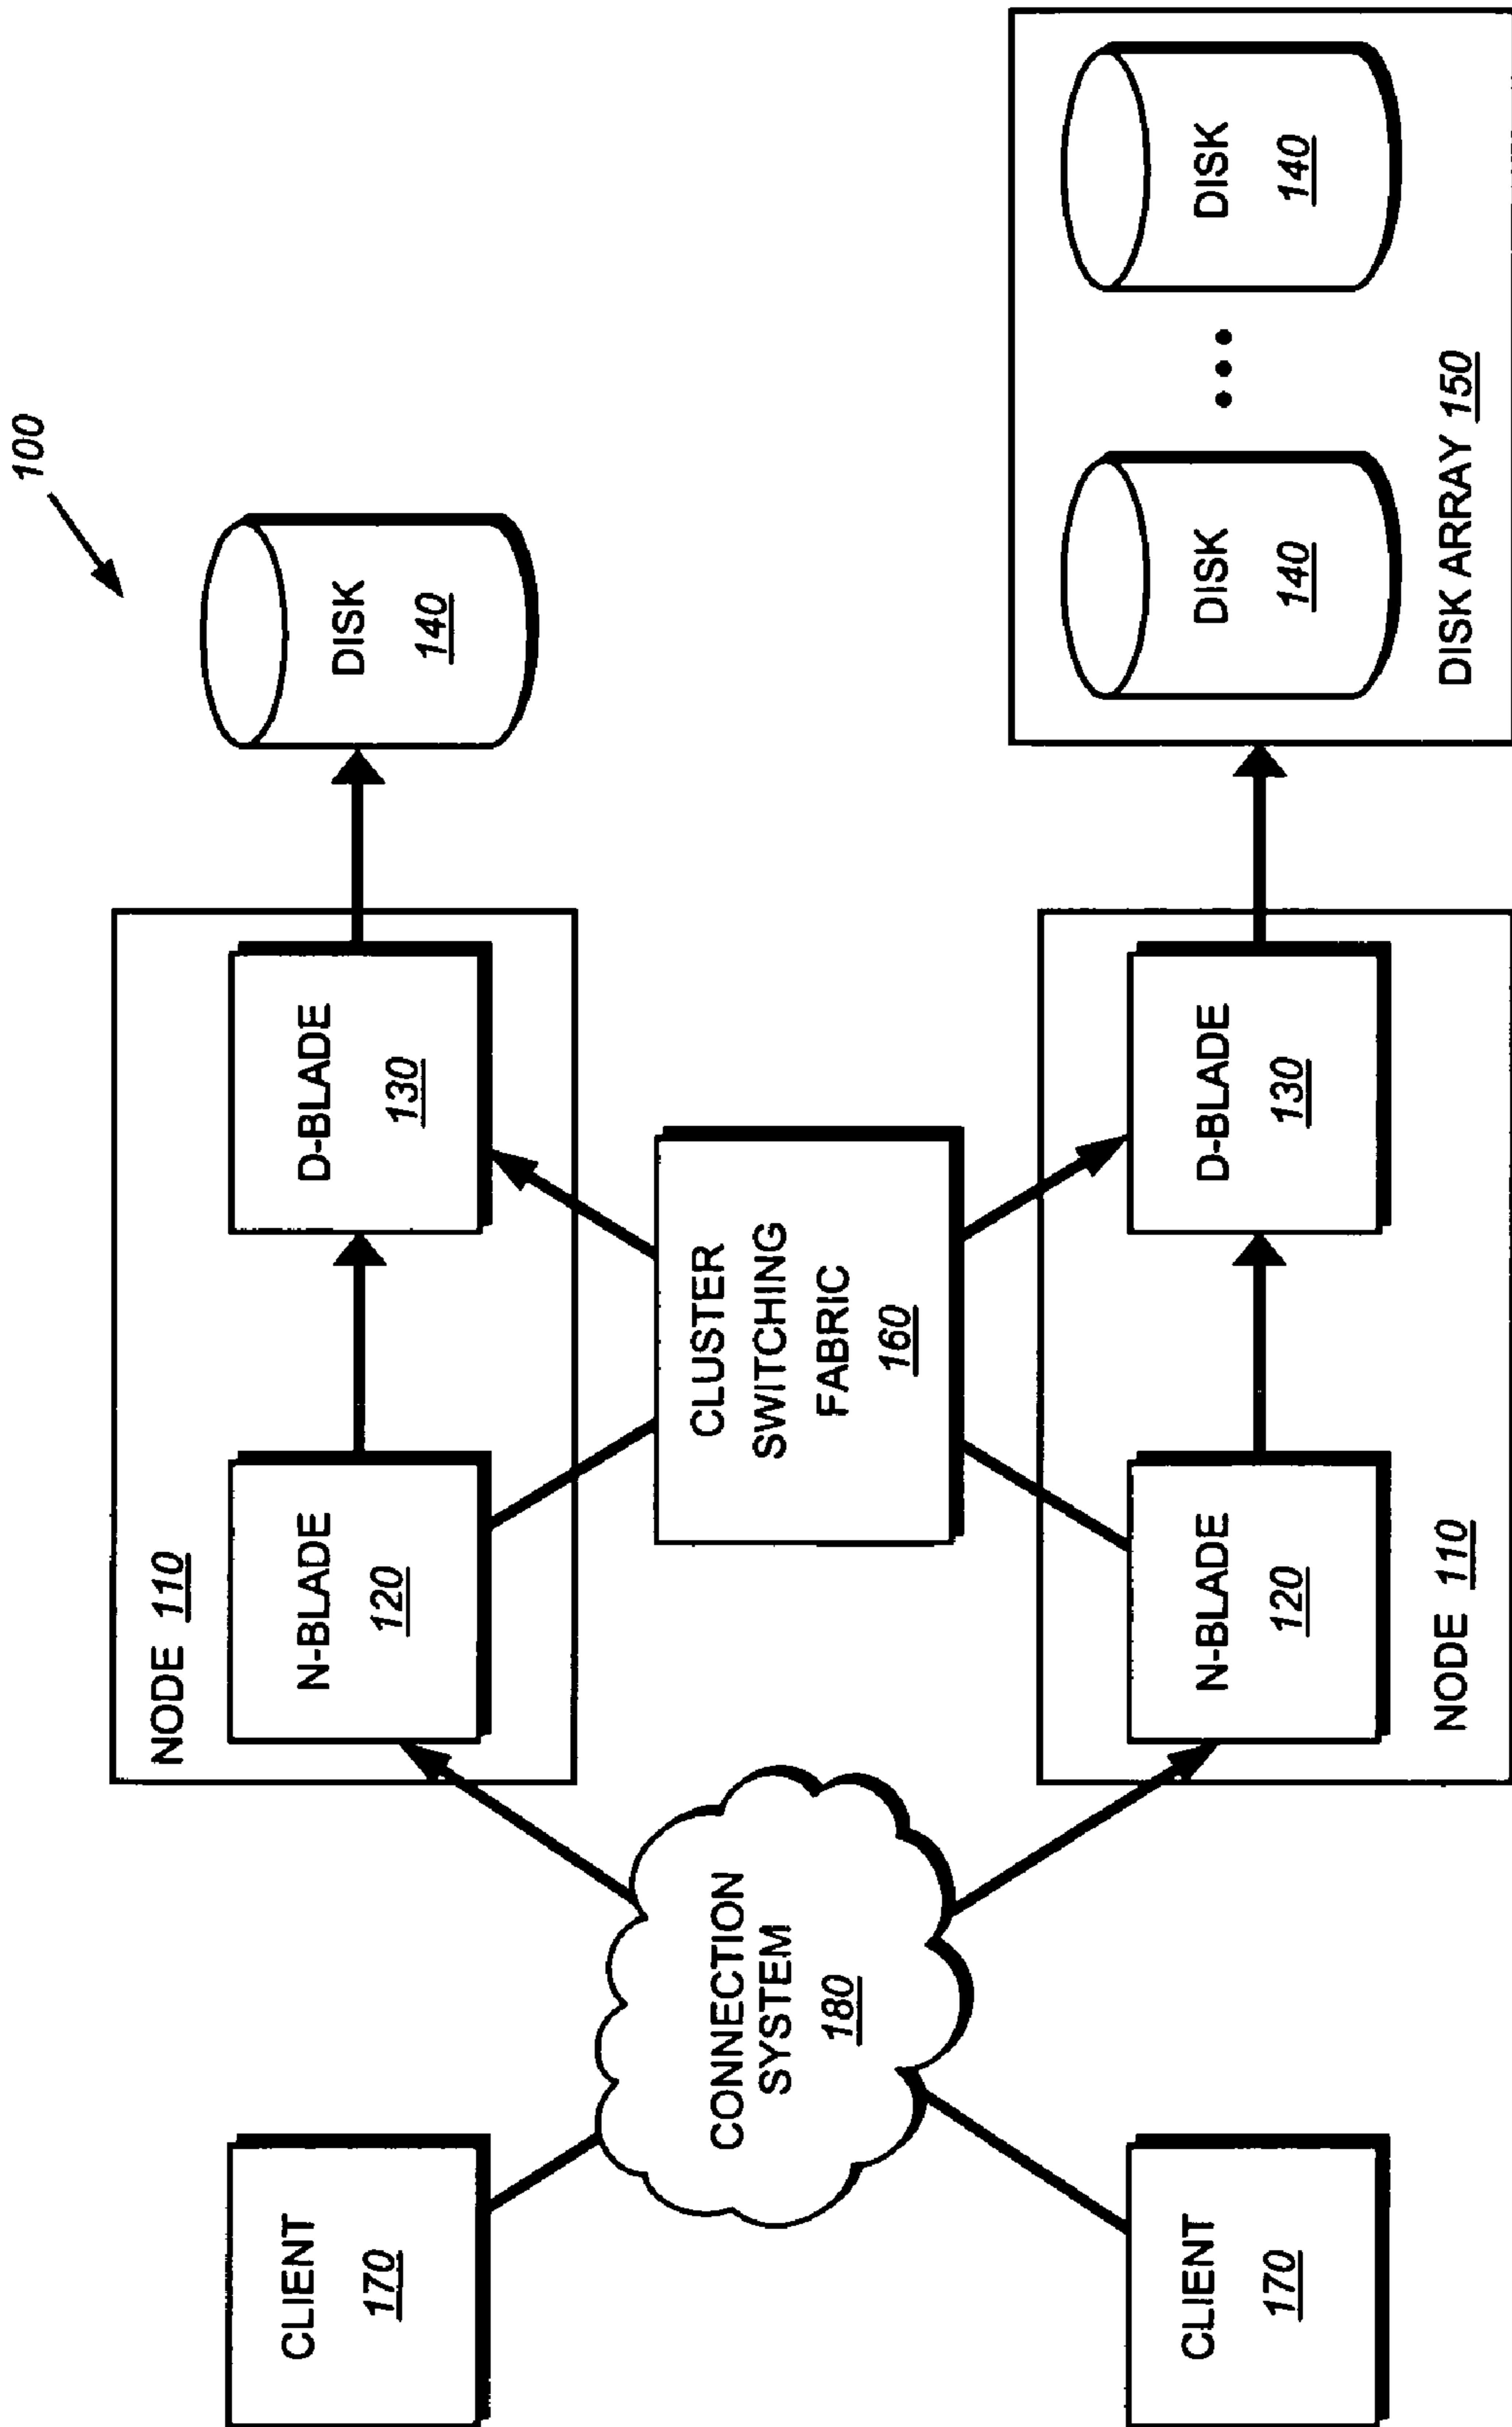 100
NODE 110
N-BLADE
120
D-BLADE
130
DISK
140
CLIENT
170
CONNECTION
SYSTEM
180
CLUSTER
SWITCHING
FABRIC
160
CLIENT
170
N-BLADE
120
D-BLADE
130
NODE 110
DISK
140
DISK
140
DISK ARRAY 150